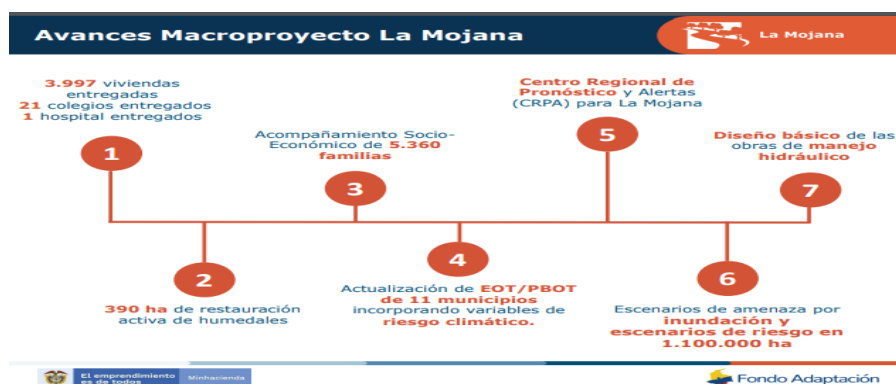 Avances Macroproyecto La Mojana
La Mojana
3.997 viviendas
entregadas
21 colegios entregados
1 hospital entregados
1
2
390 ha de restauración
activa de humedales
Acompañamiento Socio-
Económico de 5.360
familias
3
4
Actualización de EOT/PBOT
de 11 municipios
incorporando variables de
riesgo climático.
Centro Regional de
Pronóstico y Alertas
(CRPA) para La Mojana
5
6
Escenarios de amenaza por
inundación y
escenarios de riesgo en
1.100.000 ha
Diseño básico de las
obras de manejo
hidráulico
7
El emprendimiento
es de todos
Minhacienda
Fondo Adaptación